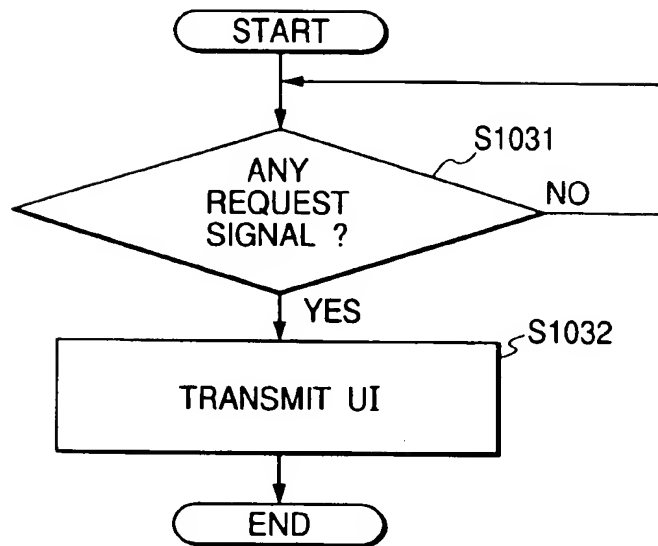 START
S1031
ANY
REQUEST
SIGNAL ?
NO
YES
S1032
TRANSMIT UI
END